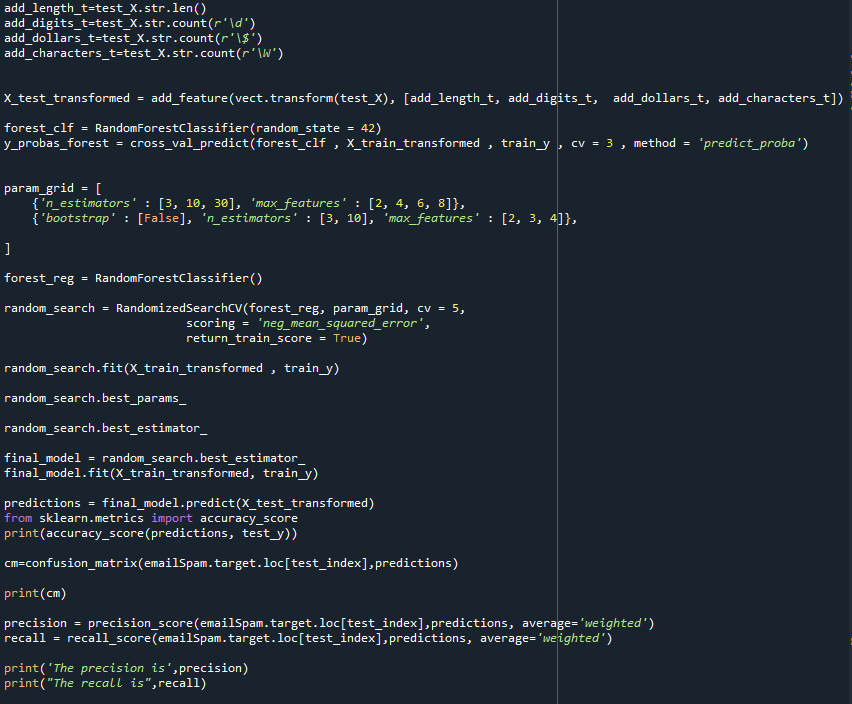 add_length_t=test_X.str.len()
add_digits_t=test_X.str.count(r'\d')
add_dollars_t=test_X.str.count(r'\$')
add_characters_t=test_X.str.count(r'\W')
X_test_transformed = add_feature(vect.transform(test_X), [add_length_t, add_digits_t,  add_dollars_t, add_characters_t])
forest_clf = RandomForestClassifier(random_state = 42)
y_probas_forest = cross_val_predict(forest_clf , X_train_transformed , train_y , cv = 3 , method = 'predict_proba')
param_grid = [
    {'n_estimators' : [3, 10, 30], 'max_features' : [2, 4, 6, 8]},
    {'bootstrap' : [False], 'n_estimators' : [3, 10], 'max_features' : [2, 3, 4]},
]
forest_reg = RandomForestClassifier()
random_search = RandomizedSearchCV(forest_reg, param_grid, cv = 5,
                          scoring = 'neg_mean_squared_error',
                          return_train_score = True)
random_search.fit(X_train_transformed , train_y)
random_search.best_params_
random_search.best_estimator_
final_model = random_search.best_estimator_
final_model.fit(X_train_transformed, train_y)
predictions = final_model.predict(X_test_transformed)
from sklearn.metrics import accuracy_score
print(accuracy_score(predictions, test_y))
cm=confusion_matrix(emailSpam.target.loc[test_index],predictions)
print(cm)
precision = precision_score(emailSpam.target.loc[test_index],predictions, average='weighted')
recall = recall_score(emailSpam.target.loc[test_index],predictions, average='weighted')
print('The precision is',precision)
print("The recall is",recall)